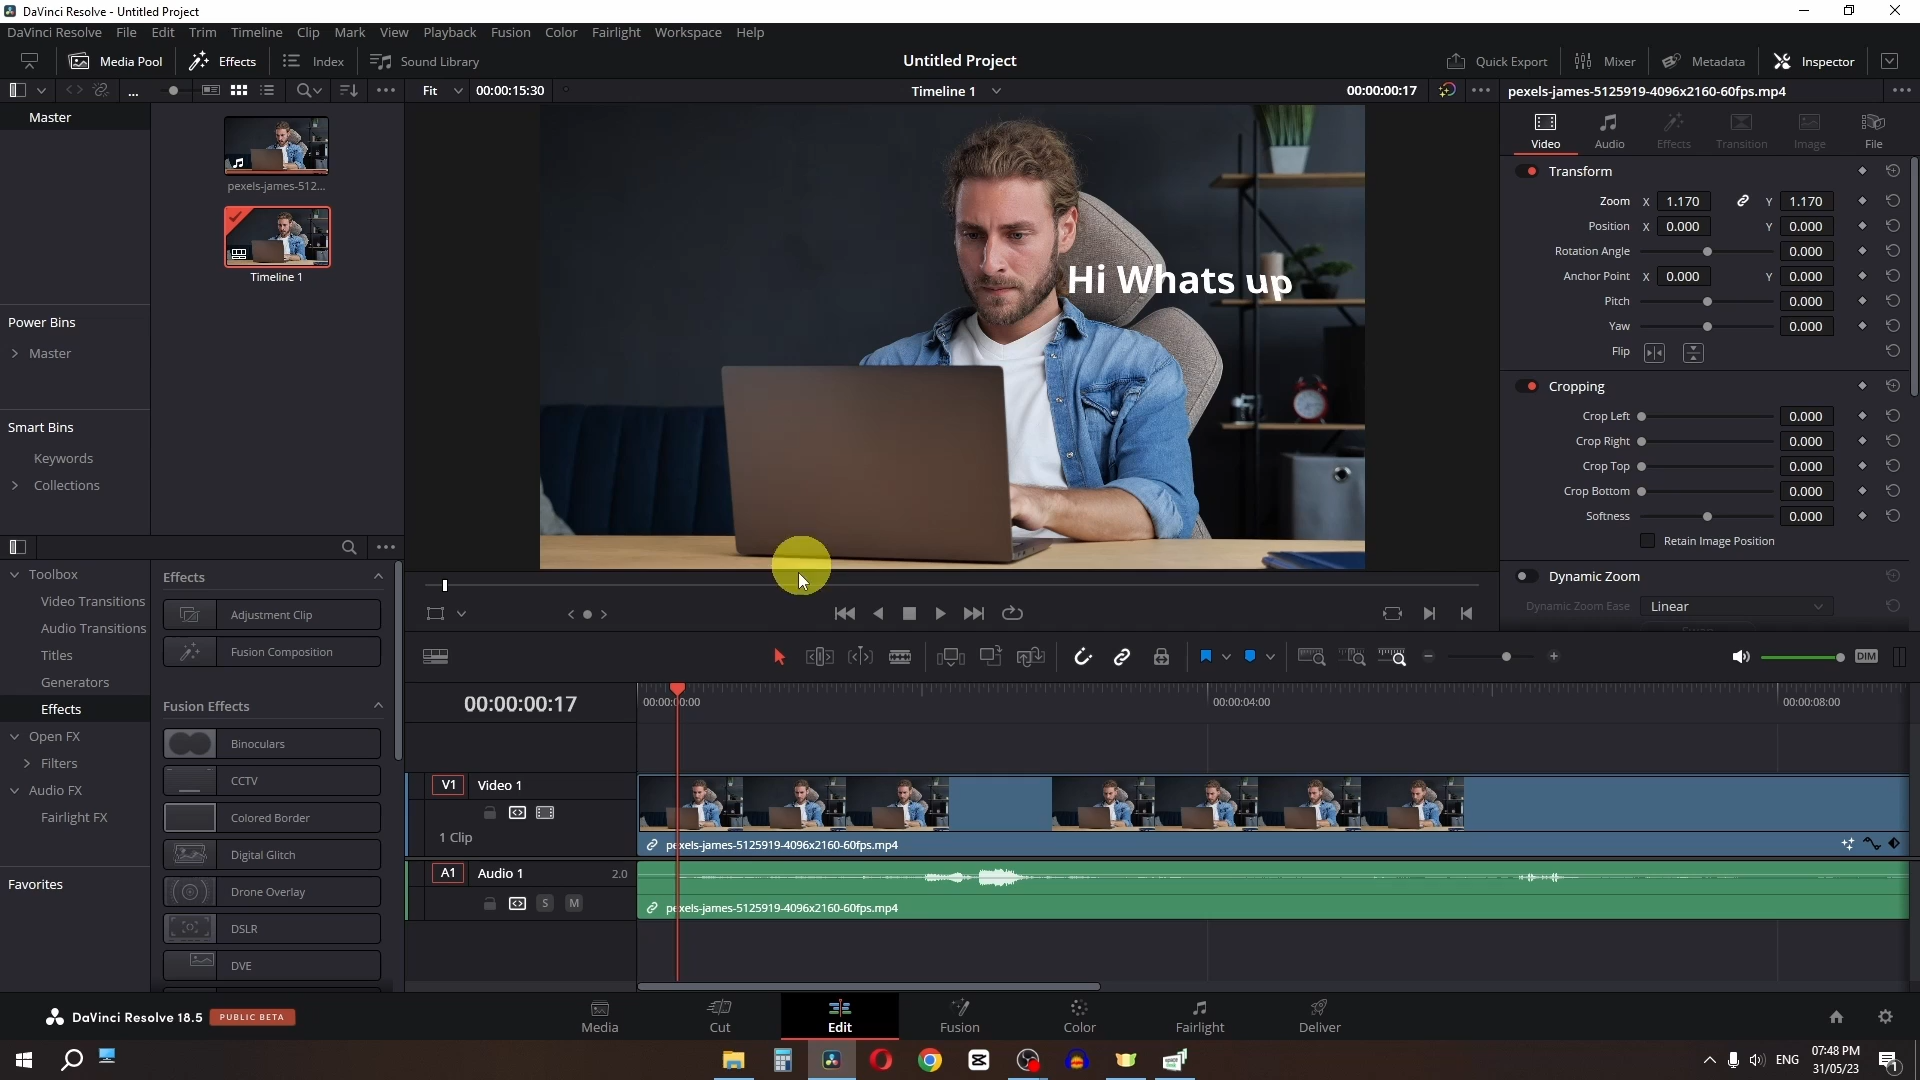 DaVinci Resolve - Untitled Project
DaVinci Resolve File Edit Trim Timeline Clip Mark View Playback Fusion Color Fairlight Workspace Help
Media Pool Effects Index Sound Library
Untitled Project
Quick Export Mixer Metadata Inspector
...
Fit 00:00:15:30
Timeline 1
00:00:00:17
pexels-james-5125919-4096x2160-60fps.mp4
Master
pexels-james-512...
Timeline 1
Power Bins
Master
Smart Bins
Keywords
Collections
Hi Whats up
Video Audio Effects Transition Image File
Transform
Zoom X 1.170 Y 1.170
Position X 0.000 Y 0.000
Rotation Angle 0.000
Anchor Point X 0.000 Y 0.000
Pitch 0.000
Yaw 0.000
Flip
Cropping
Crop Left 0.000
Crop Right 0.000
Crop Top 0.000
Crop Bottom 0.000
Softness 0.000
Retain Image Position
Dynamic Zoom
Dynamic Zoom Ease Linear
Toolbox
Video Transitions
Audio Transitions
Titles
Generators
Effects
Open FX
Filters
Audio FX
Fairlight FX
Favorites
Effects
Adjustment Clip
Fusion Composition
Fusion Effects
Binoculars
CCTV
Colored Border
Digital Glitch
Drone Overlay
DSLR
DVE
DIM
00:00:00:17
00:00:00:00 00:00:04:00 00:00:08:00
V1 Video 1
1 Clip
pexels-james-5125919-4096x2160-60fps.mp4
A1 Audio 1 2.0
S M
pexels-james-5125919-4096x2160-60fps.mp4
DaVinci Resolve 18.5 PUBLIC BETA
Media Cut Edit Fusion Color Fairlight Deliver
ENG
07:48 PM
31/05/23
1